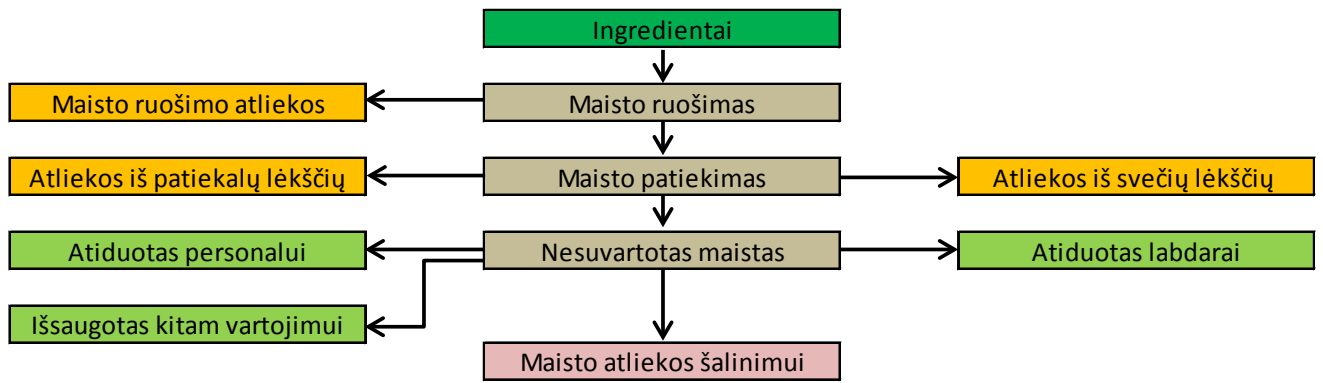 Ingredientai
Maisto ruošimo atliekos
Maisto ruošimas
Atliekos iš patiekalų lėkščių
Maisto patiekimas
Atliekos iš svečių lėkščių
Atiduotas personalui
Nesuvartotas maistas
Atiduotas labdarai
Išsaugotas kitam vartojimui
Maisto atliekos šalinimui